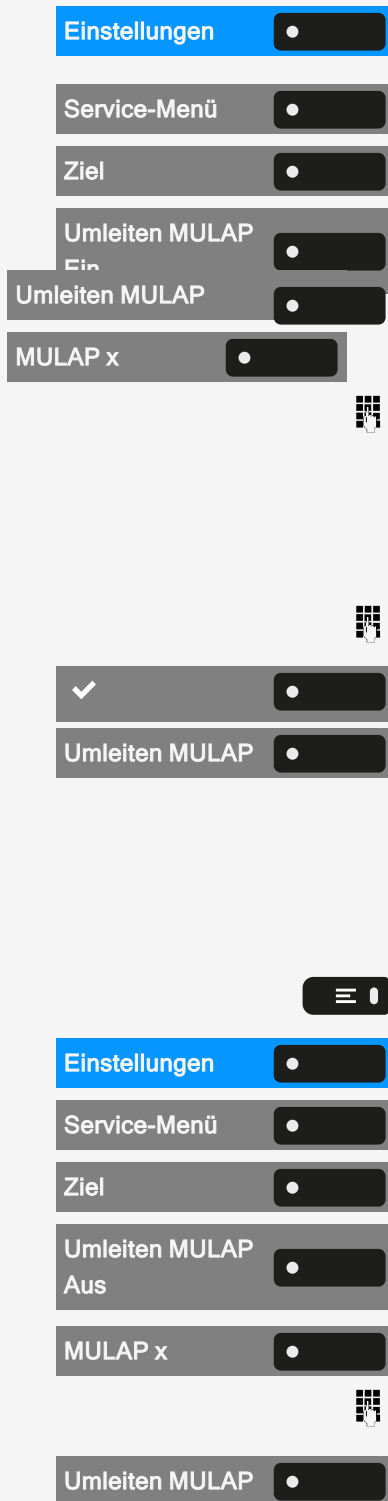 Einstellungen
Service-Menü
Ziel
Umleiten MULAP
Ein
Umleiten MULAP
MULAP x
Umleiten MULAP
Einstellungen
Service-Menü
Ziel
Umleiten MULAP
Aus
MULAP x
Umleiten MULAP